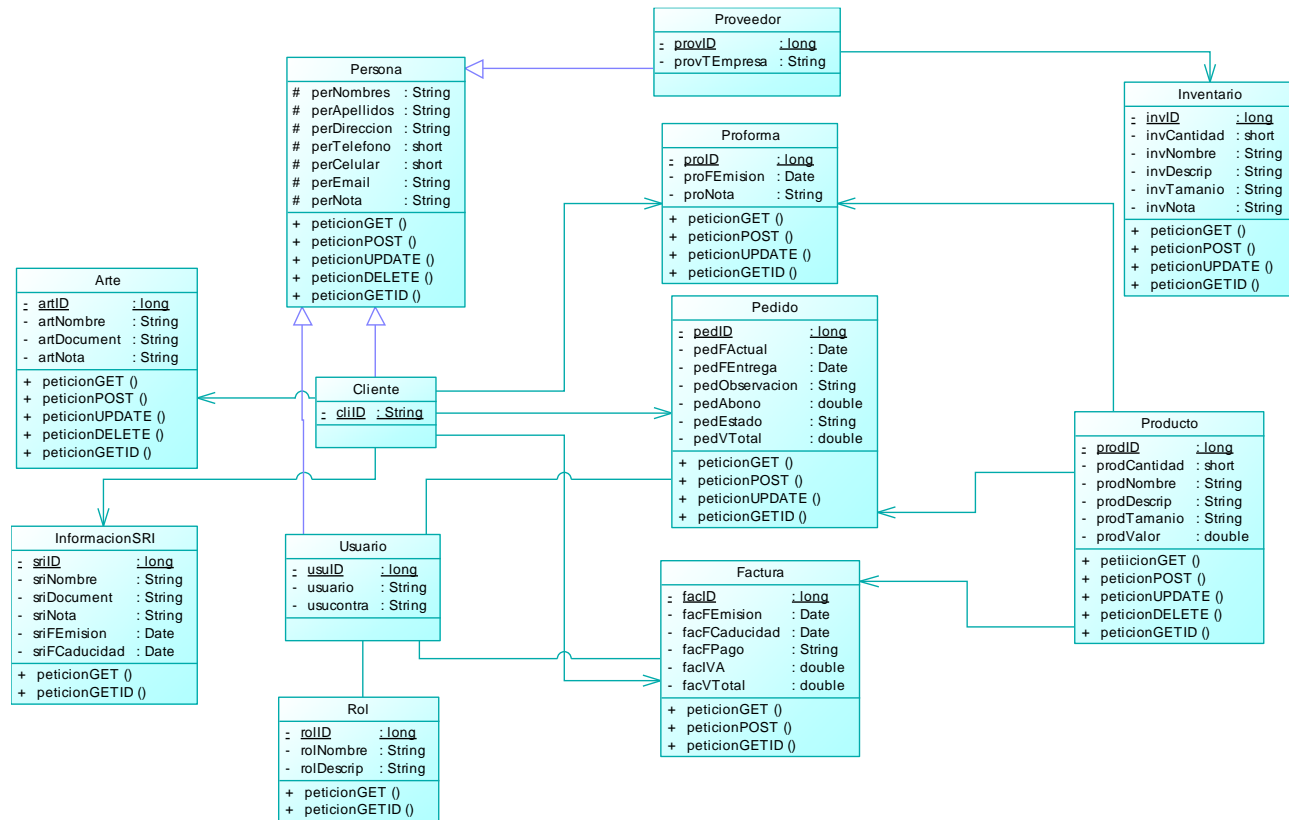 Proveedor
- provID : long
- provTEmpresa : String
Persona
# perNombres : String
# perApellidos : String
# perDireccion : String
# perTelefono : short
# perCelular : short
# perEmail : String
# perNota : String
+ peticionGET ()
+ peticionPOST ()
+ peticionUPDATE ()
+ peticionDELETE ()
+ peticionGETID ()
Inventario
- invID : long
- invCantidad : short
- invNombre : String
- invDescrip : String
- invTamanio : String
- invNota : String
+ peticionGET ()
+ peticionPOST ()
+ peticionUPDATE ()
+ peticionGETID ()
Proforma
- proID : long
- proFEmision : Date
- proNota : String
+ peticionGET ()
+ peticionPOST ()
+ peticionUPDATE ()
+ peticionGETID ()
Arte
- artID : long
- artNombre : String
- artDocument : String
- artNota : String
+ peticionGET ()
+ peticionPOST ()
+ peticionUPDATE ()
+ peticionDELETE ()
+ peticionGETID ()
Pedido
- pedID : long
- pedFActual : Date
- pedFEntrega : Date
- pedObservacion : String
- pedAbono : double
- pedEstado : String
- pedVTotal : double
+ peticionGET ()
+ peticionPOST ()
+ peticionUPDATE ()
+ peticionGETID ()
Cliente
- cliID : String
Producto
- prodID : long
- prodCantidad : short
- prodNombre : String
- prodDescrip : String
- prodTamanio : String
- prodValor : double
+ petiicionGET ()
+ peticionPOST ()
+ peticionUPDATE ()
+ peticionDELETE ()
+ peticionGETID ()
InformacionSRI
- sriID : long
- sriNombre : String
- sriDocument : String
- sriNota : String
- sriFEmision : Date
- sriFCaducidad : Date
+ peticionGET ()
+ peticionGETID ()
Usuario
- usuID : long
- usuario : String
- usucontra : String
Factura
- facID : long
- facFEmision : Date
- facFCaducidad : Date
- facFPago : String
- facIVA : double
- facVTotal : double
+ peticionGET ()
+ peticionPOST ()
+ peticionGETID ()
Rol
- rolID : long
- rolNombre : String
- rolDescrip : String
+ peticionGET ()
+ peticionGETID ()